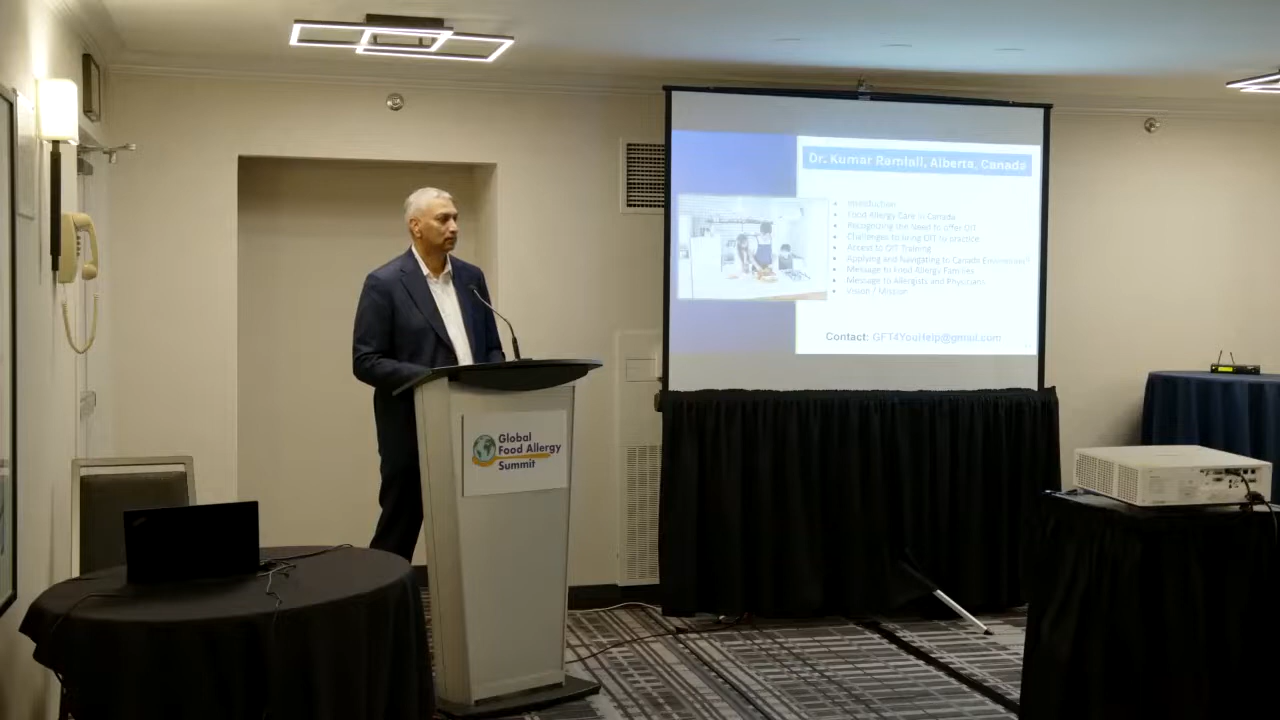 Dr. Kumar Ramlall, Alberta, Canada
Introduction
Food Allergy Care in Canada
Recognizing the Need to offer OIT
Challenges to bring OIT to practice
Access to OIT Training
Applying and Navigating to Canada
Message to Food Allergy Families
Message to Allergists and Physicians
Vision / Mission
Contact: GFT4YouHelp@gmail.com
Global
Food Allergy
Summit